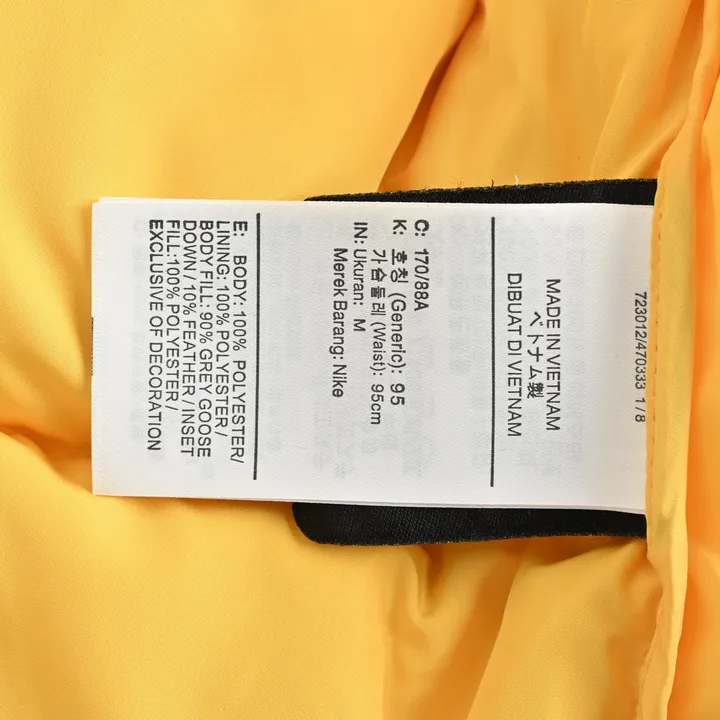 723012/470333 1/8
MADE IN VIETNAM
ベトナム製
DIBUAT DI VIETNAM
C: 170/88A
K: 호칭 (Generic): 95
가슴둘레 (Waist): 95cm
IN: Ukuran: M
Merek Barang: Nike
E: BODY: 100% POLYESTER/
LINING: 100% POLYESTER/
BODY FILL: 90% GREY GOOSE
DOWN / 10% FEATHER / INSET
FILL:100% POLYESTER /
EXCLUSIVE OF DECORATION